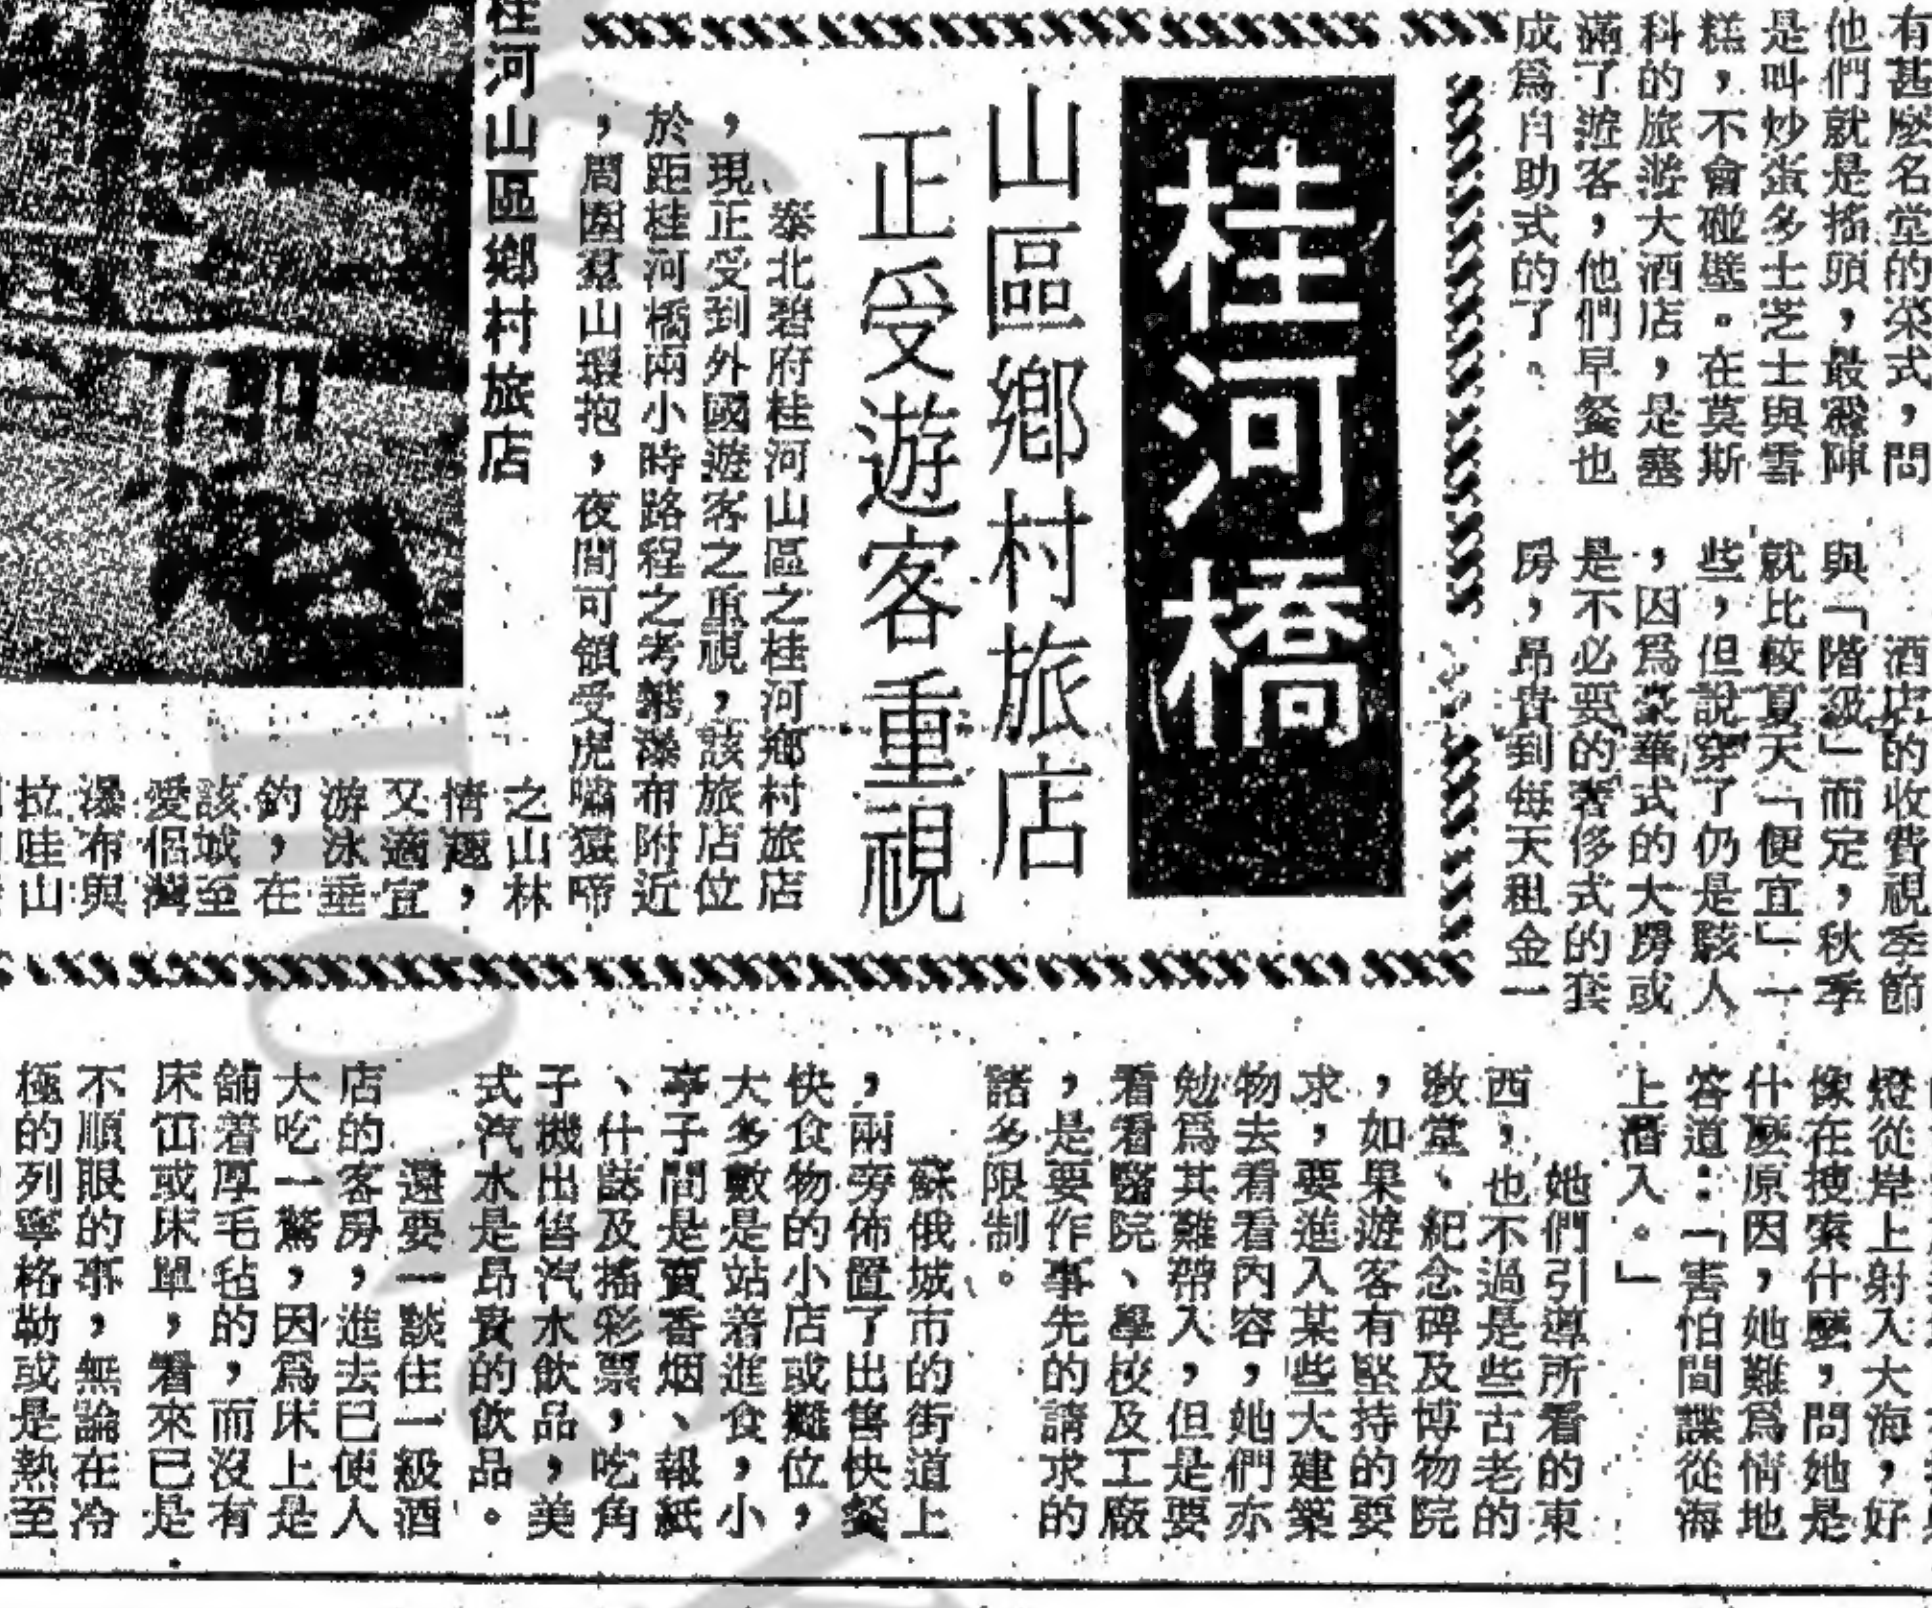 有甚麼名堂的菜式，問
他們就是搖頭，最穩陣
是叫炒蛋多士芝士與雪
糕，不會碰壁。在莫斯
科的旅遊大酒店，是塞
滿了遊客，他們早餐也
成爲自助式的了。
酒店的收費視季節
與「階級」而定，秋季
就比較夏天「便宜」一
些，但說穿了仍是駭人
，因爲豪華式的大房或
是不必要的奢侈式的套
房，昂貴到每天租金一
桂河橋
山區鄉村旅店
正受遊客重視
泰北碧府桂河山區之桂河鄉村旅店
，現正受到外國遊客之重視，該旅店位
於距桂河橋兩小時路程之考槳瀑布附近
，周圍羣山環抱，夜間可領受虎嘯猿啼
之山林
情趣，
又適宜
游泳垂
釣，在
該城至
愛侶灣
瀑布與
拉哇山
桂河山區鄉村旅店
燈從岸上射入大海，好
像在搜索什麼，問她是
什麼原因，她難爲情地
答道：「害怕間諜從海
上潛入。」
她們引導所看的東
西，也不過是些古老的
教堂、紀念碑及博物院
，如果遊客有堅持的要
求，要進入某些大建築
物去看看內容，她們亦
勉爲其難帶入，但是要
看看醫院、學校及工廠
，是要作事先的請求的
諸多限制。
蘇俄城市的街道上
，兩旁佈置了出售快餐
快食物的小店或攤位，
大多數是站着進食，小
亭子間是賣香烟、報紙
、什誌及搖彩票，吃角
子機出售汽水飲品，美
式汽水是昂貴的飲品。
還要一談住一級酒
店的客房，進去已使人
大吃一驚，因爲床上是
舖着厚毛毡的，而沒有
床冚或床單，看來已是
不順眼的事，無論在冷
極的列寧格勒或是熱至